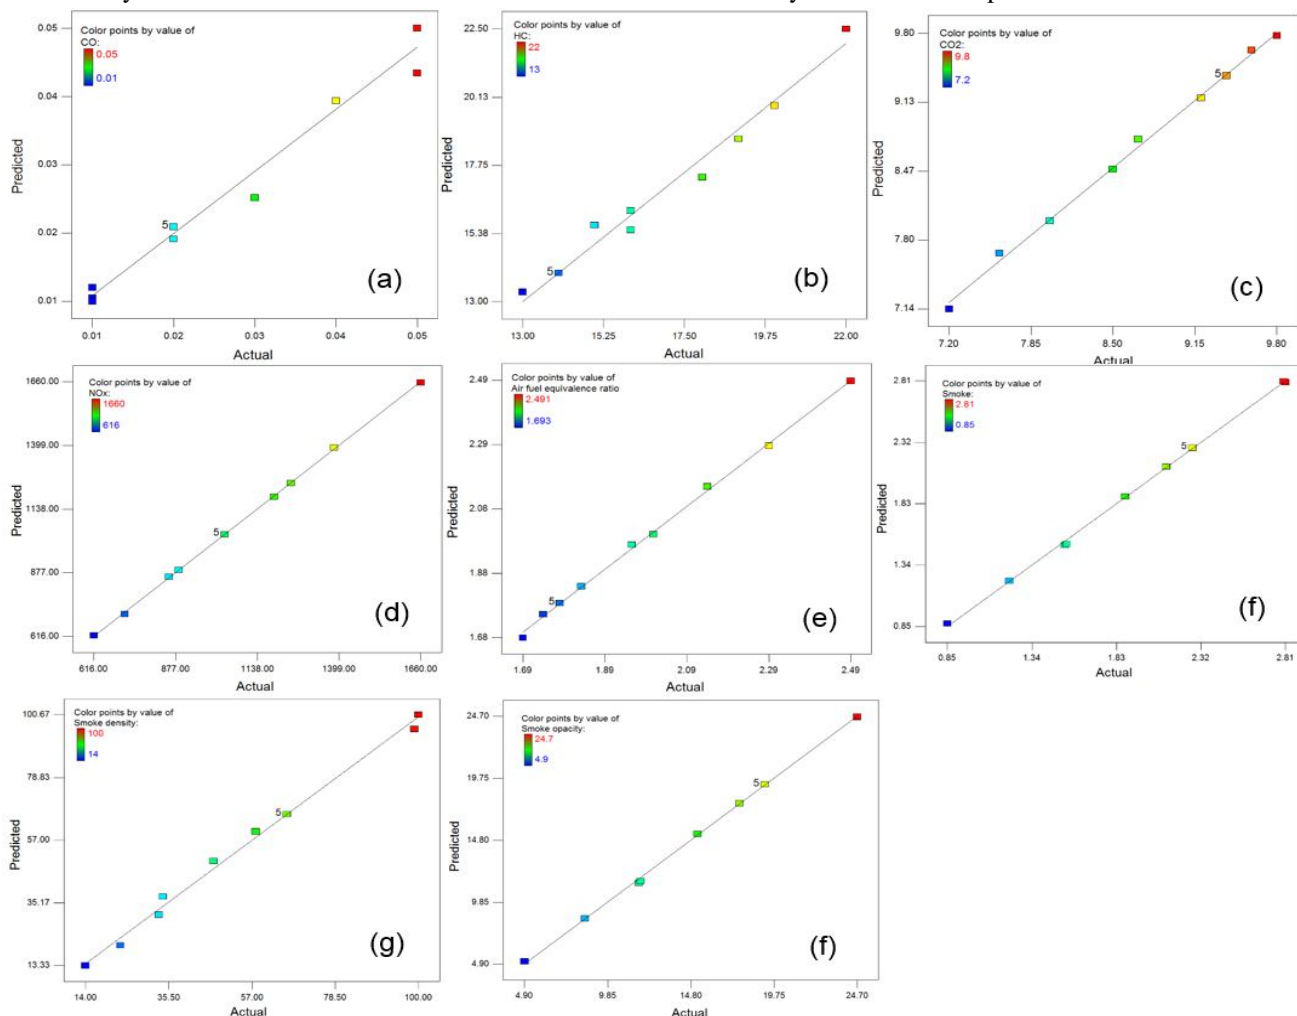 Color points by value of
CO:
0.05
0.01
0.05
0.04
0.03
0.02
0.01
Predicted
5
(a)
0.01 0.02 0.03 0.04 0.05
Actual
Color points by value of
HC:
22
13
22.50
20.13
17.75
15.38
13.00
Predicted
5
(b)
13.00 15.25 17.50 19.75 22.00
Actual
Color points by value of
CO2:
9.8
7.2
9.80
9.13
8.47
7.80
7.14
Predicted
5
(c)
7.20 7.85 8.50 9.15 9.80
Actual
Color points by value of
NOx:
1660
616
1660.00
1399.00
1138.00
877.00
616.00
Predicted
5
(d)
616.00 877.00 1138.00 1399.00 1660.00
Actual
Color points by value of
Air fuel equivalence ratio
2.491
1.693
2.49
2.29
2.08
1.88
1.68
Predicted
5
(e)
1.69 1.89 2.09 2.29 2.49
Actual
Color points by value of
Smoke:
2.81
0.85
2.81
2.32
1.83
1.34
0.85
Predicted
5
(f)
0.85 1.34 1.83 2.32 2.81
Actual
Color points by value of
Smoke density:
100
14
100.67
78.83
57.00
35.17
13.33
Predicted
5
(g)
14.00 35.50 57.00 78.50 100.00
Actual
Color points by value of
Smoke opacity:
24.7
4.9
24.70
19.75
14.80
9.85
4.90
Predicted
5
(f)
4.90 9.85 14.80 19.75 24.70
Actual